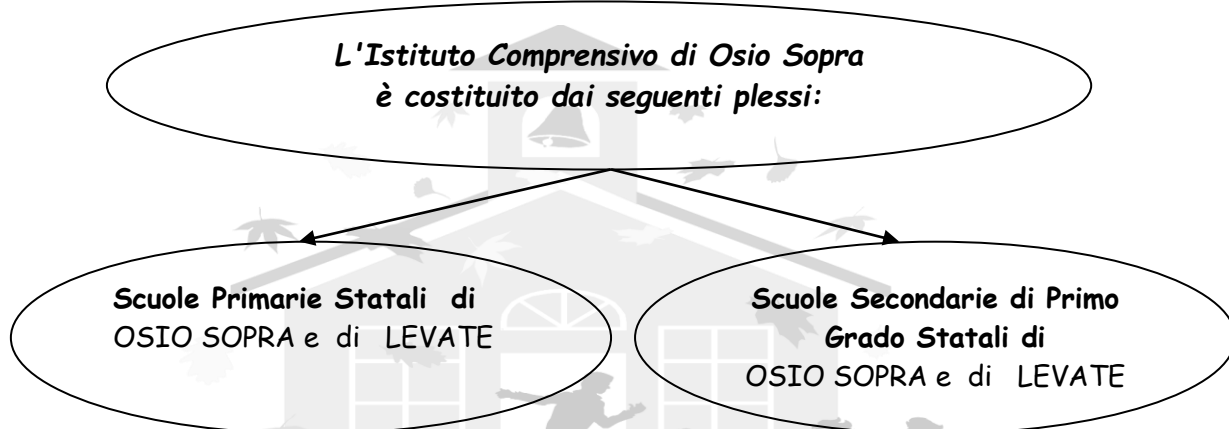 L'Istituto Comprensivo di Osio Sopra
è costituito dai seguenti plessi:
Scuole Primarie Statali di
OSIO SOPRA e di LEVATE
Scuole Secondarie di Primo
Grado Statali di
OSIO SOPRA e di LEVATE